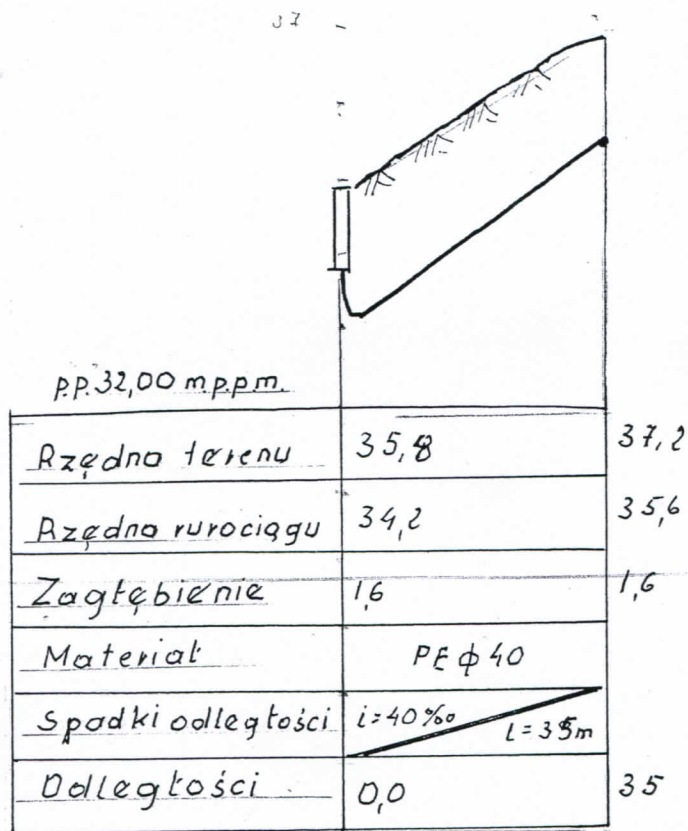 37
p.p. 32,00 m.p.p.m.
Rzędna terenu 35,8 37,2
Rzędna rurociągu 34,2 35,6
Zagłębienie 1,6 1,6
Materiał PE ϕ 40
Spadki odległości i=40‰ L=35m
Odległości 0,0 35